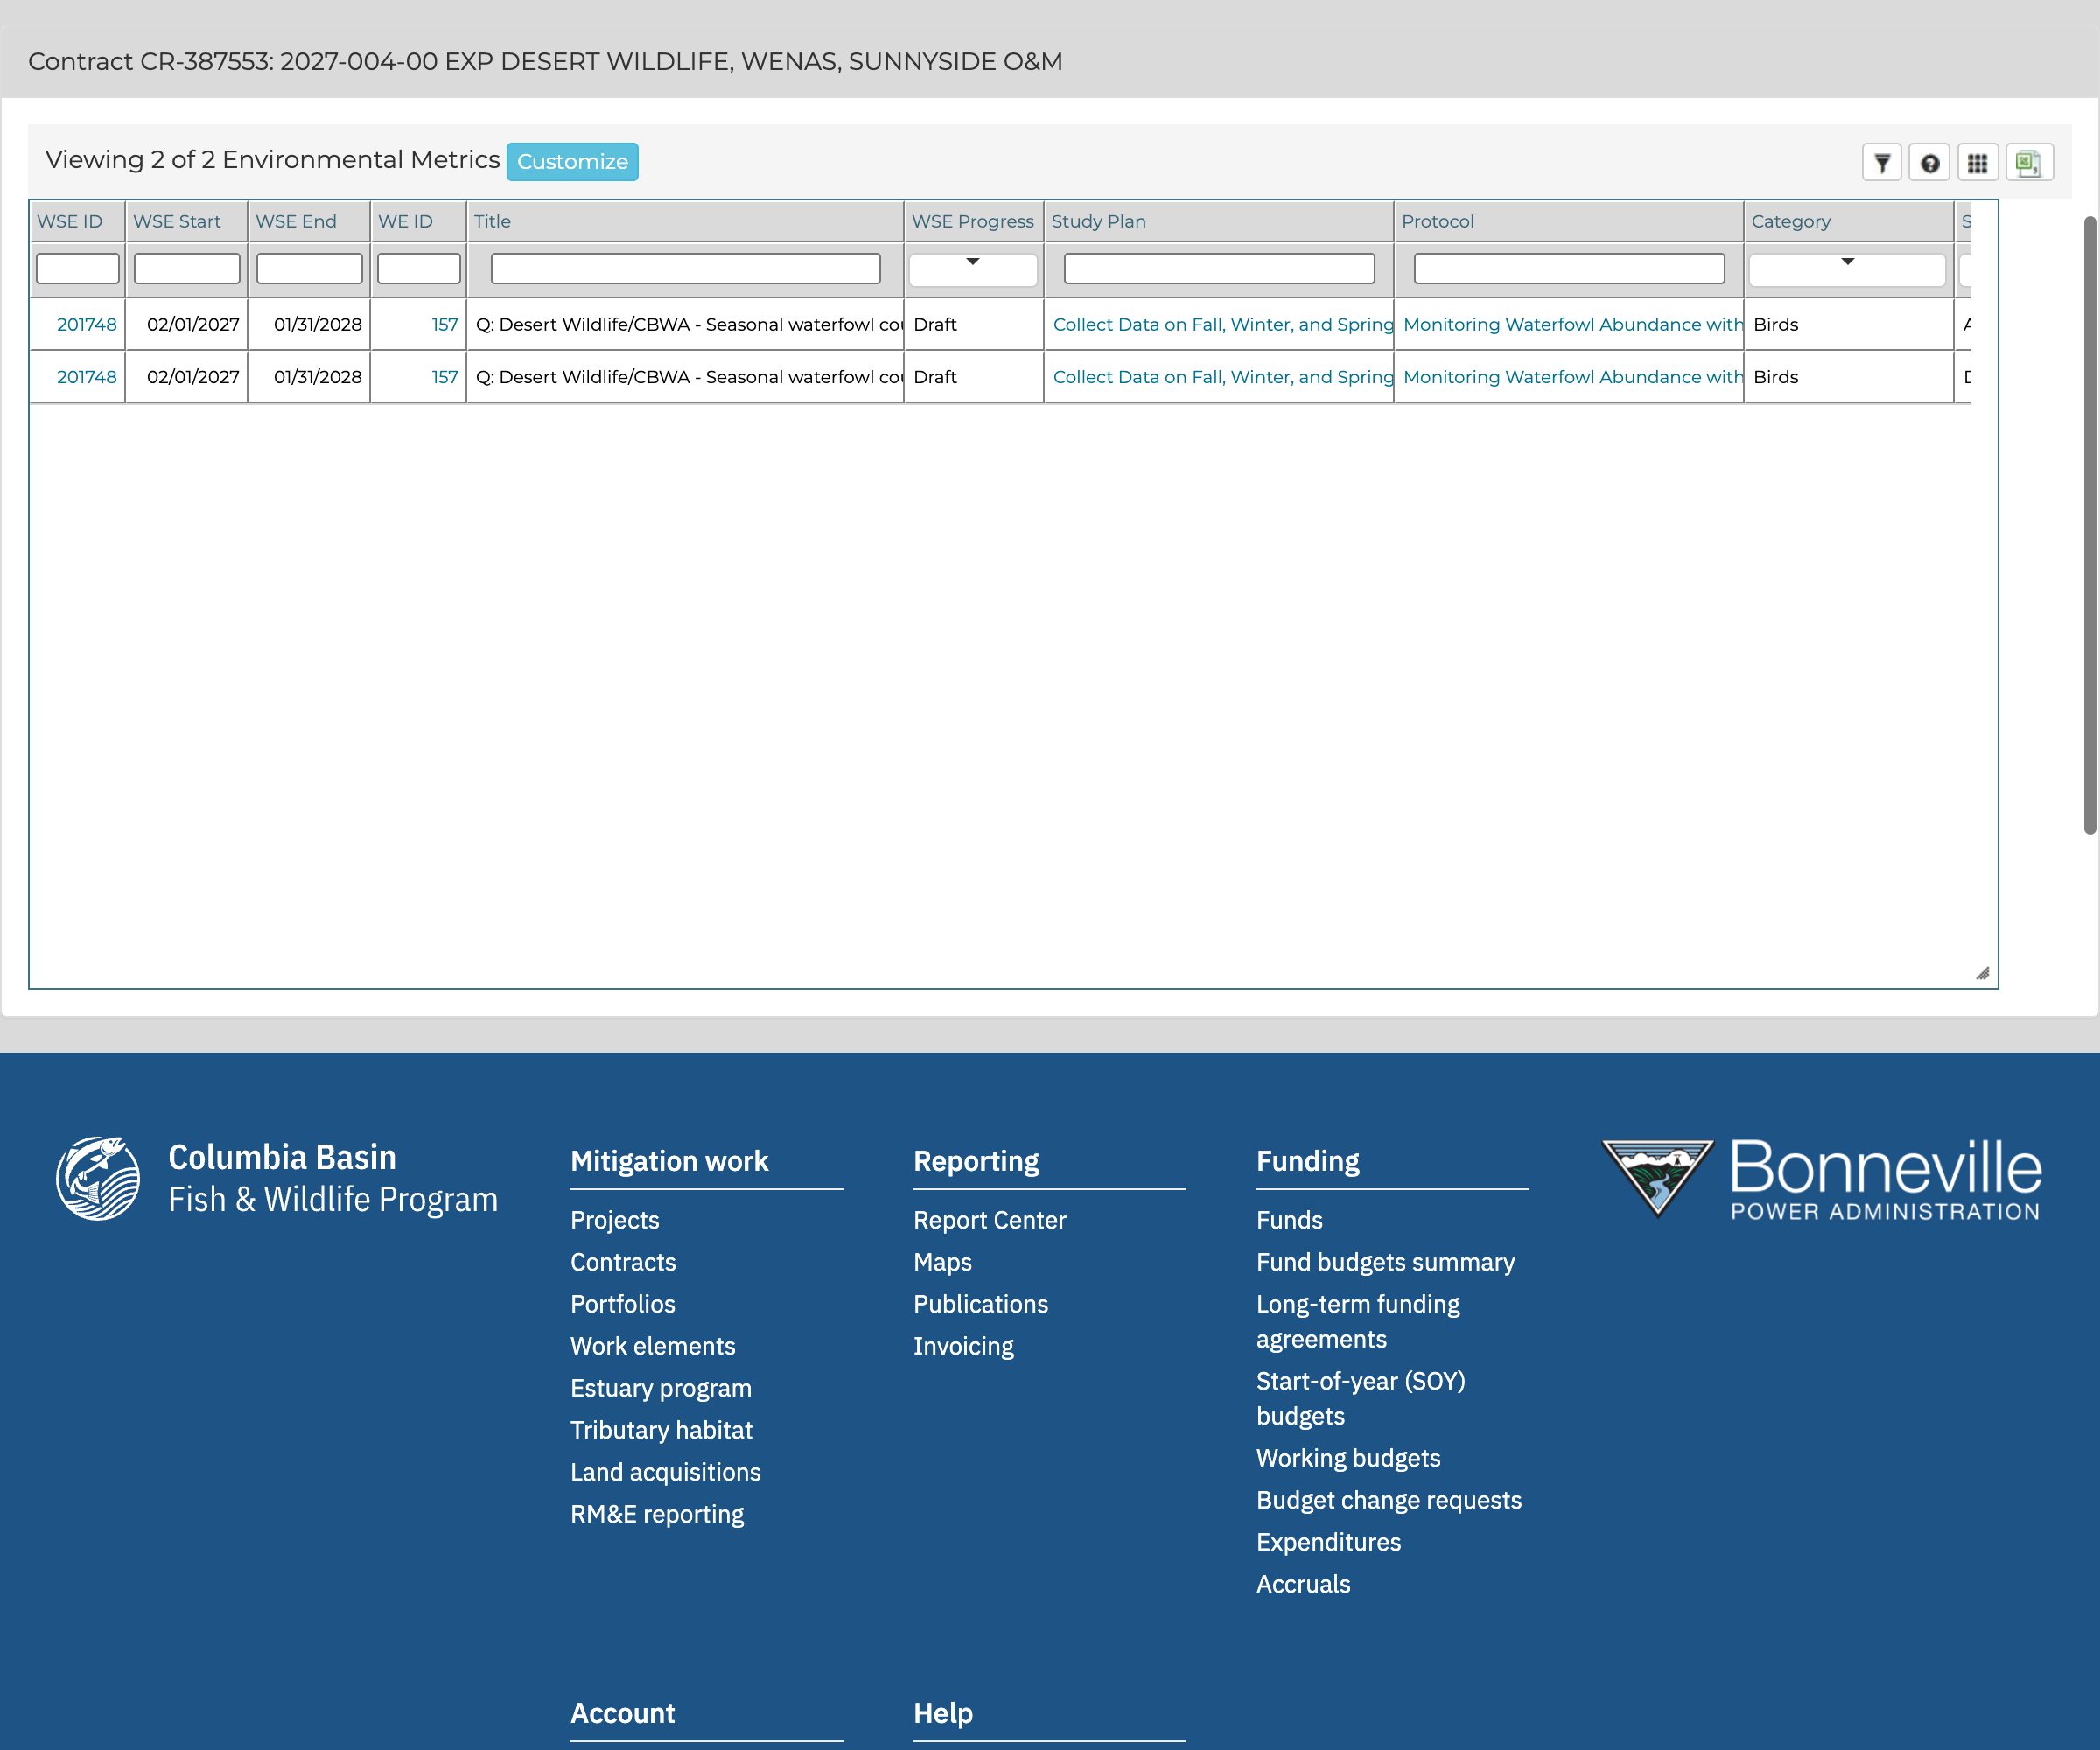 Contract CR-387553: 2027-004-00 EXP DESERT WILDLIFE, WENAS, SUNNYSIDE O&M
Viewing 2 of 2 Environmental Metrics Customize
WSE ID WSE Start WSE End WE ID Title WSE Progress Study Plan Protocol Category S
201748 02/01/2027 01/31/2028 157 Q: Desert Wildlife/CBWA - Seasonal waterfowl Draft Collect Data on Fall, Winter, and Spring Monitoring Waterfowl Abundance with Birds
201748 02/01/2027 01/31/2028 157 Q: Desert Wildlife/CBWA - Seasonal waterfowl Draft Collect Data on Fall, Winter, and Spring Monitoring Waterfowl Abundance with Birds
Columbia Basin
Fish & Wildlife Program
Mitigation work
Projects
Contracts
Portfolios
Work elements
Estuary program
Tributary habitat
Land acquisitions
RM&E reporting
Reporting
Report Center
Maps
Publications
Invoicing
Funding
Funds
Fund budgets summary
Long-term funding
agreements
Start-of-year (SOY)
budgets
Working budgets
Budget change requests
Expenditures
Accruals
Bonneville
POWER ADMINISTRATION
Account
Help